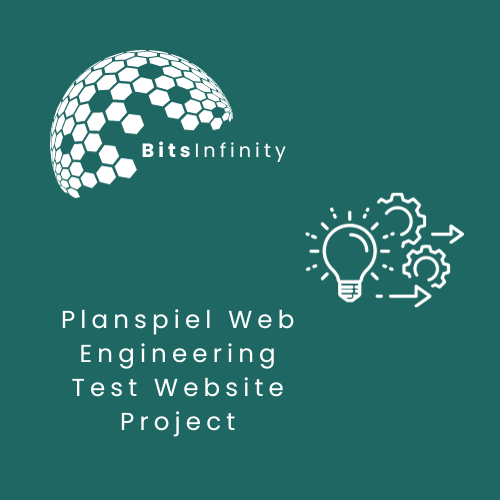 BitsInfinity
Planspiel Web
Engineering
Test Website
Project